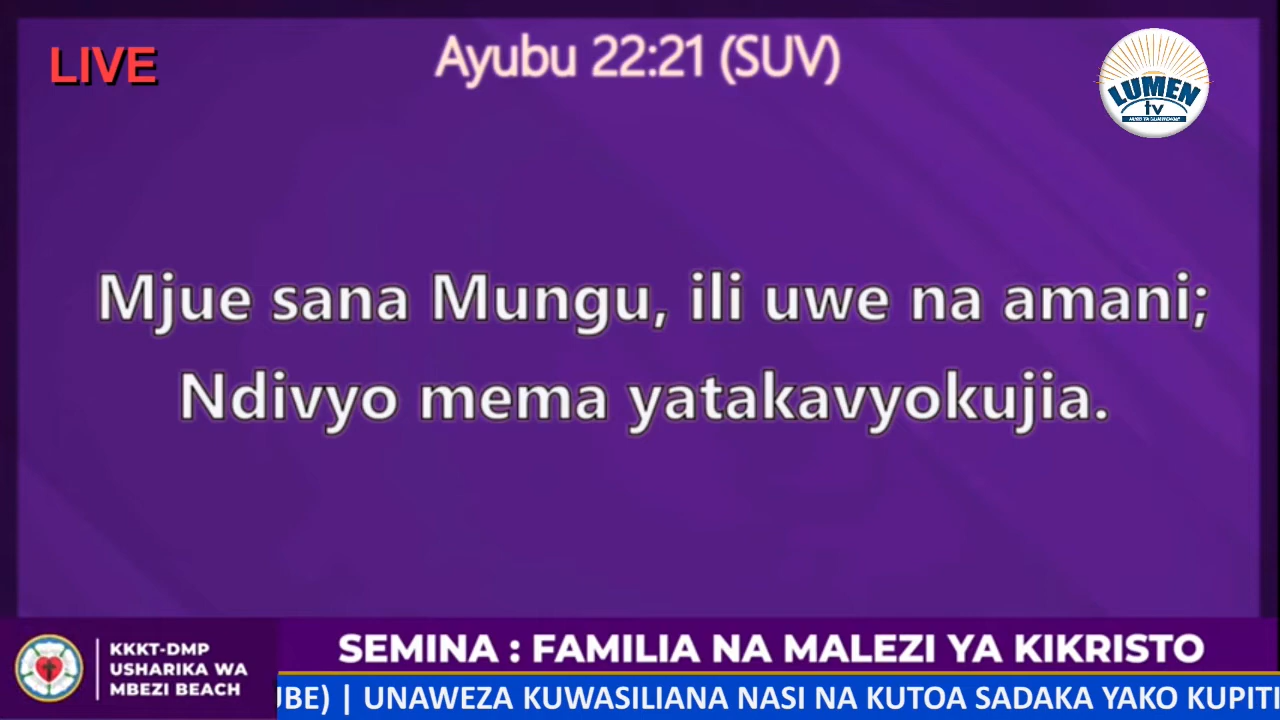 LIVE
Ayubu 22:21 (SUV)
LUMEN
tv
Mjue sana Mungu, ili uwe na amani;
Ndivyo mema yatakavyokujia.
KKKT-DMP
USHARIKA WA
MBEZI BEACH
SEMINA : FAMILIA NA MALEZI YA KIKRISTO
UBE) | UNAWEZA KUWASILIANA NASI NA KUTOA SADAKA YAKO KUPITI